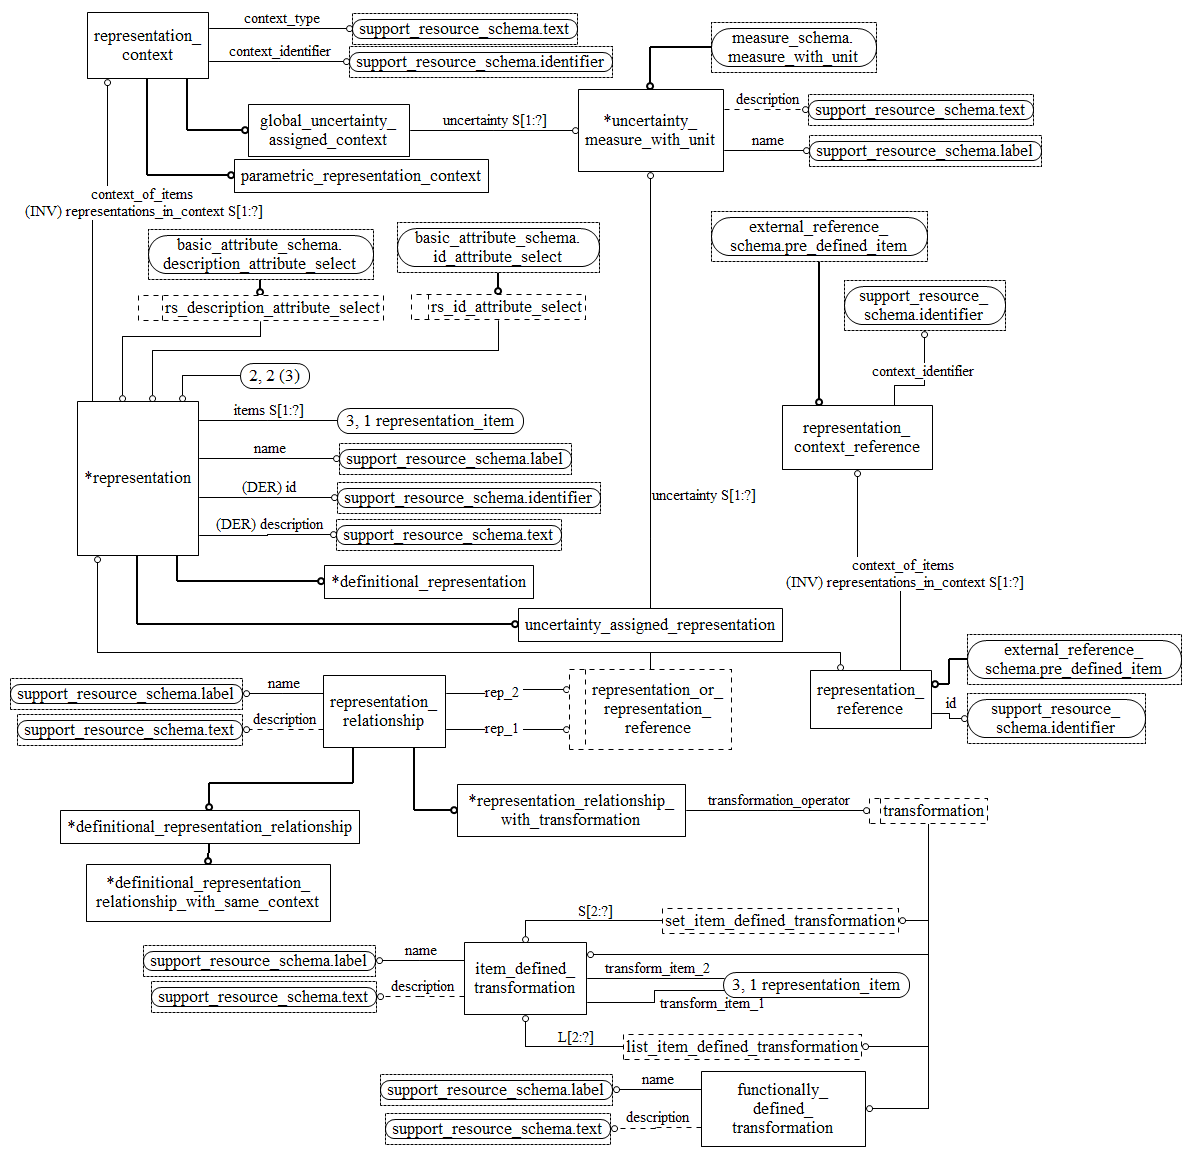 representation_
context
context_type
support_resource_schema.text
context_identifier
support_resource_schema.identifier
measure_schema.
measure_with_unit
global_uncertainty_
assigned_context
uncertainty S[1:?]
*uncertainty_
measure_with_unit
description
support_resource_schema.text
name
support_resource_schema.label
parametric_representation_context
context_of_items
(INV) representations_in_context S[1:?]
basic_attribute_schema.
description_attribute_select
basic_attribute_schema.
id_attribute_select
external_reference_
schema.pre_defined_item
rs_description_attribute_select
rs_id_attribute_select
support_resource_
schema.identifier
context_identifier
2, 2 (3)
items S[1:?]
3, 1 representation_item
representation_
context_reference
name
support_resource_schema.label
*representation
(DER) id
support_resource_schema.identifier
uncertainty S[1:?]
(DER) description
support_resource_schema.text
*definitional_representation
context_of_items
(INV) representations_in_context S[1:?]
uncertainty_assigned_representation
external_reference_
schema.pre_defined_item
support_resource_schema.label
name
representation_
relationship
rep_2
representation_or_
representation_
reference
representation_
reference
id
support_resource_
schema.identifier
support_resource_schema.text
description
rep_1
*representation_relationship_
with_transformation
transformation_operator
transformation
*definitional_representation_relationship
*definitional_representation_
relationship_with_same_context
S[2:?]
set_item_defined_transformation
support_resource_schema.label
name
item_defined_
transformation
transform_item_2
3, 1 representation_item
support_resource_schema.text
description
transform_item_1
L[2:?]
list_item_defined_transformation
support_resource_schema.label
name
functionally_
defined_
transformation
support_resource_schema.text
description